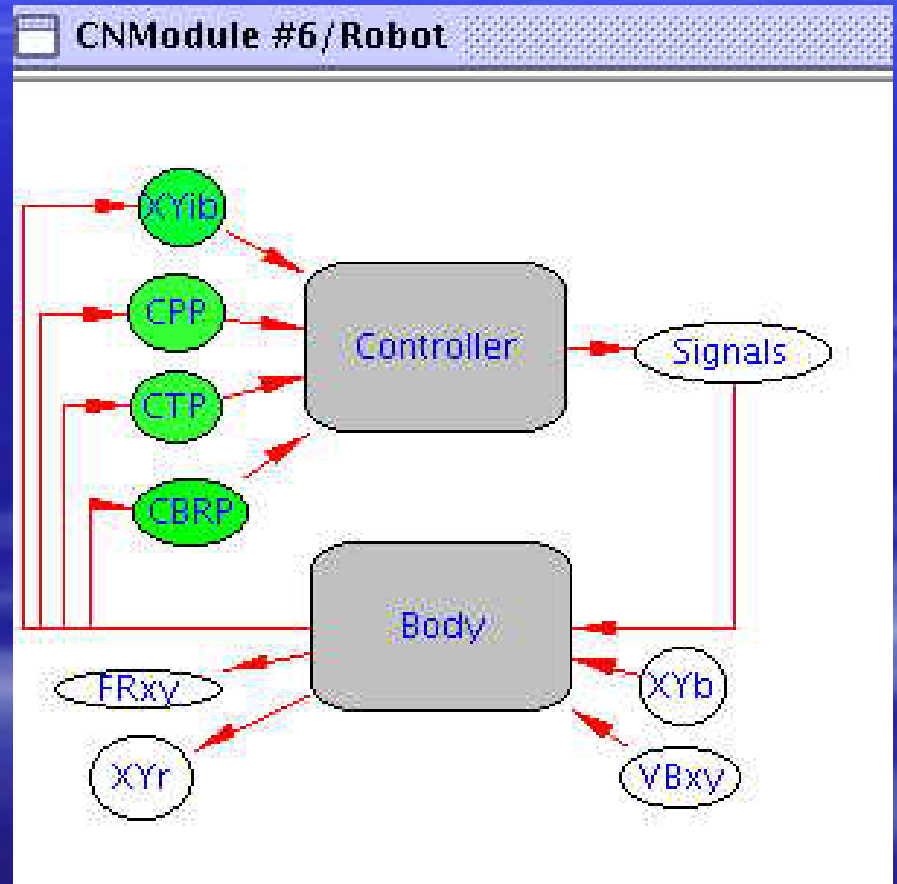 CNModule #6/Robot
XYib
CPP
CTP
CBRP
Controller
Signals
Body
FRxy
XYr
XYb
VBxy